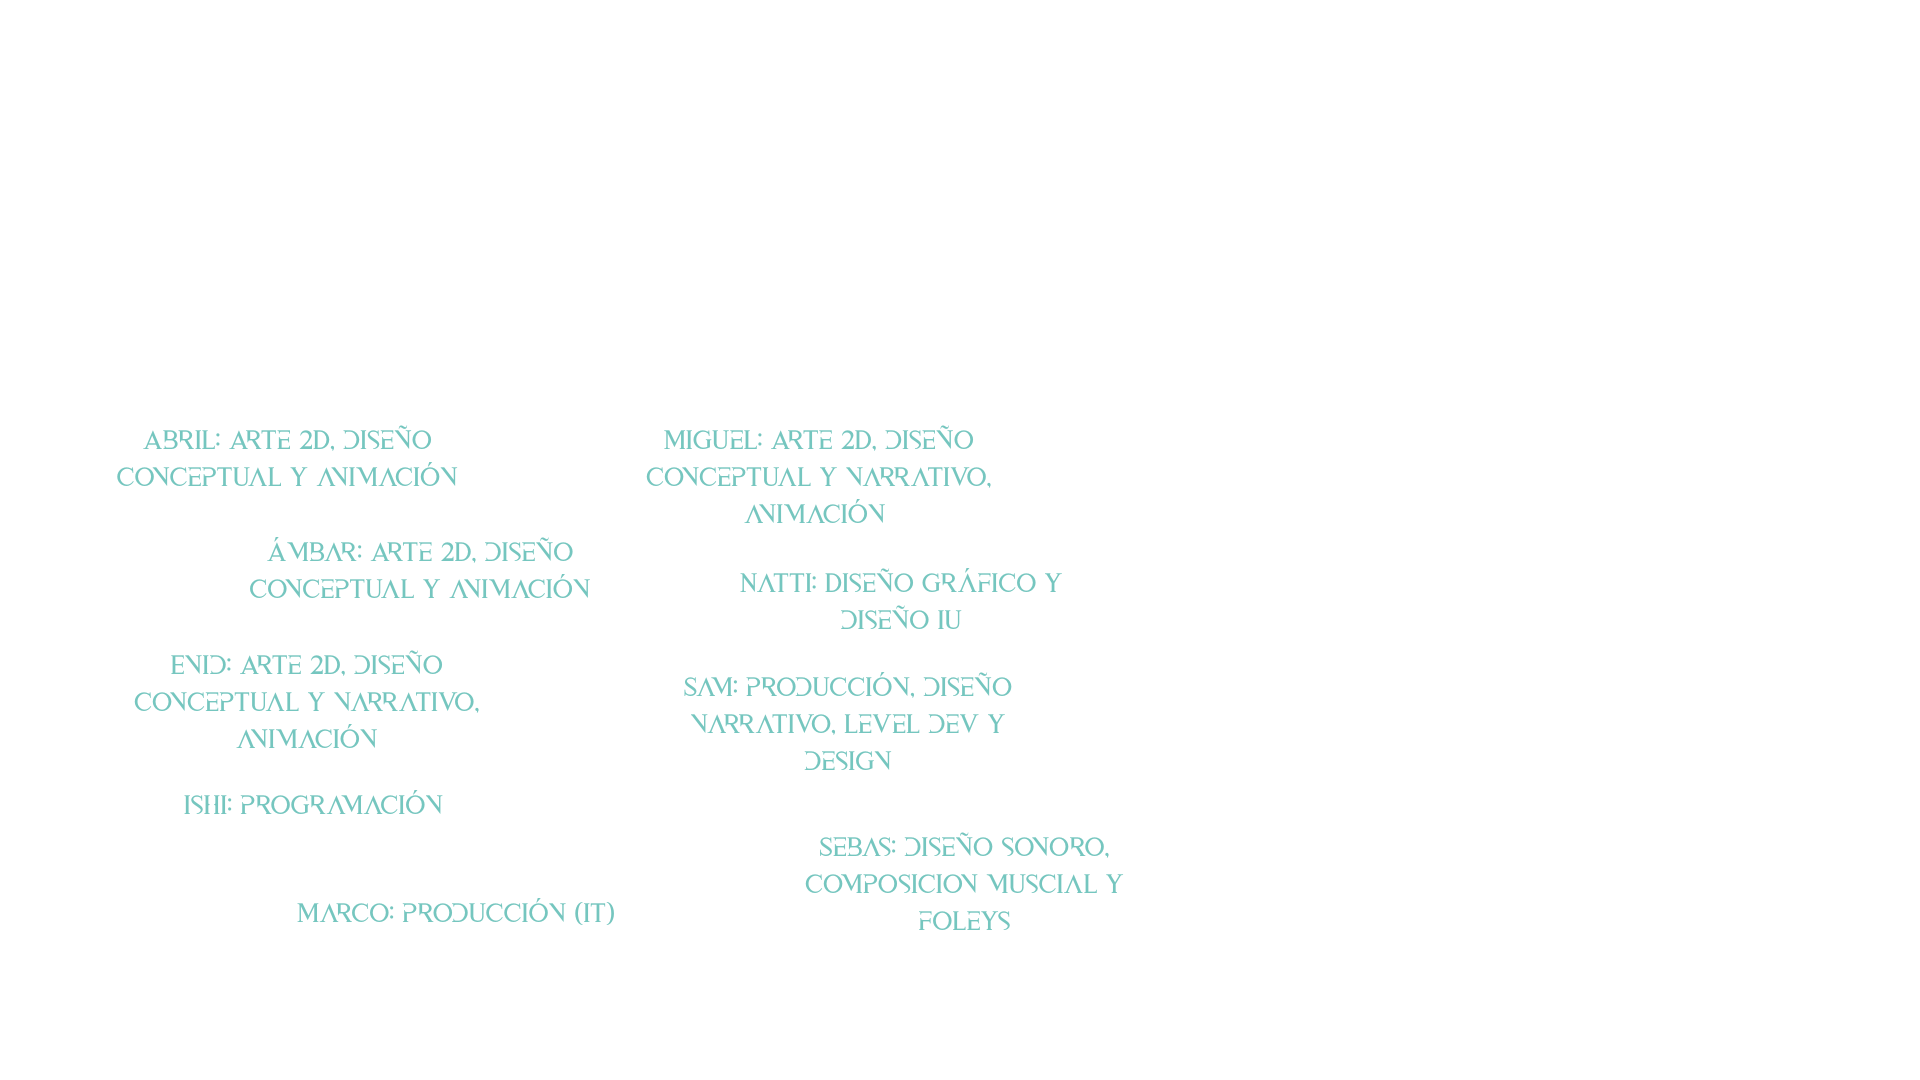 ABRIL: ARTE 2D, DISEÑO
CONCEPTUAL Y ANIMACIÓN
ÁMBAR: ARTE 2D, DISEÑO
CONCEPTUAL Y ANIMACIÓN
ENID: ARTE 2D, DISEÑO
CONCEPTUAL Y NARRATIVO,
ANIMACIÓN
ISHI: PROGRAMACIÓN
MARCO: PRODUCCIÓN (IT)
MIGUEL: ARTE 2D, DISEÑO
CONCEPTUAL Y NARRATIVO,
ANIMACIÓN
NATTI: DISEÑO GRÁFICO Y
DISEÑO IU
SAM: PRODUCCIÓN, DISEÑO
NARRATIVO, LEVEL DEV Y
DESIGN
SEBAS: DISEÑO SONORO,
COMPOSICION MUSCIAL Y
FOLEYS